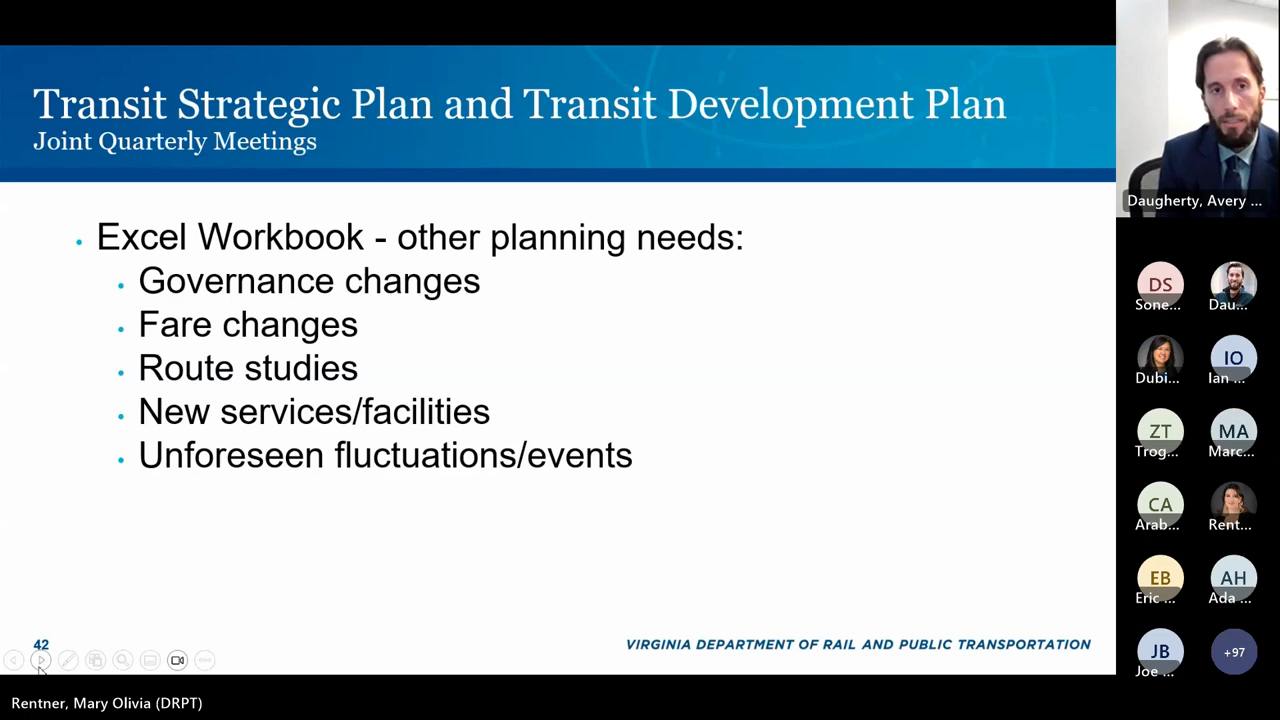 Transit Strategic Plan and Transit Development Plan
Joint Quarterly Meetings
Excel Workbook - other planning needs:
Governance changes
Fare changes
Route studies
New services/facilities
Unforeseen fluctuations/events
42
VIRGINIA DEPARTMENT OF RAIL AND PUBLIC TRANSPORTATION
Rentner, Mary Olivia (DRPT)
Daugherty, Avery ...
DS
Sone...
Dau...
Dubi...
IO
Ian ...
ZT
Trog...
MA
Marc...
CA
Arab...
Rent...
EB
Eric ...
AH
Ada ...
JB
Joe ...
+97